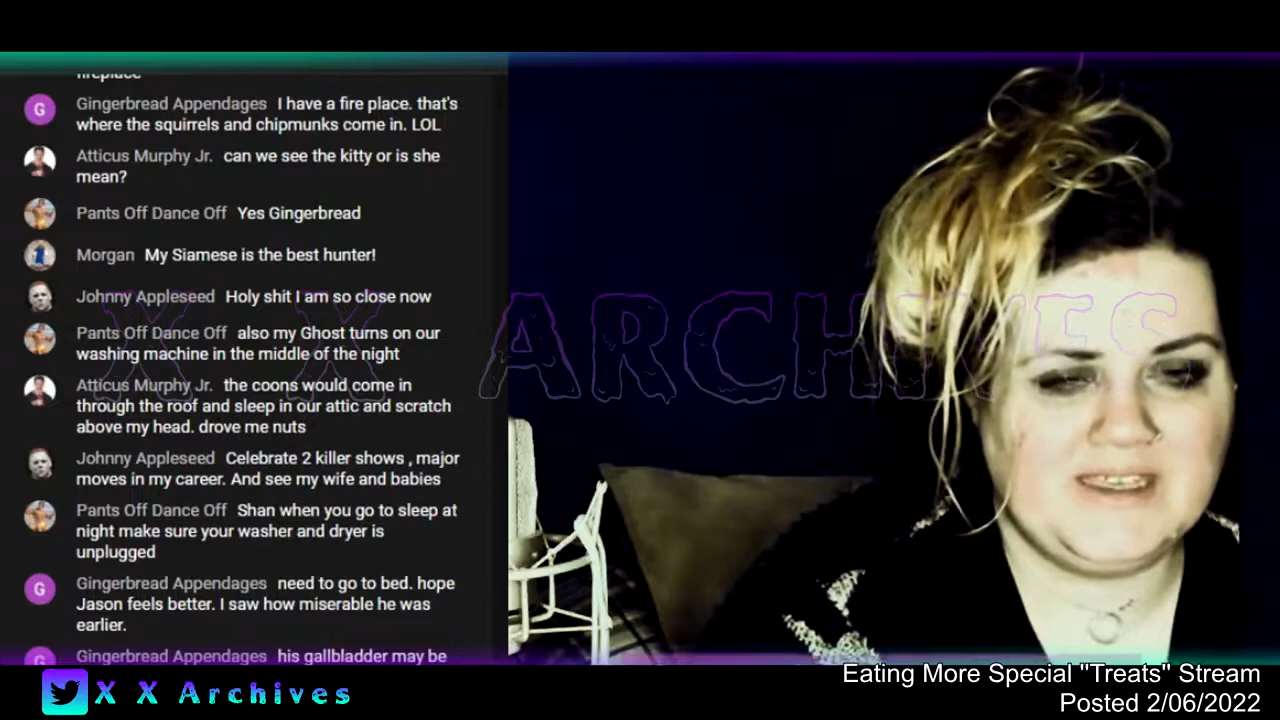 fireplace
G Gingerbread Appendages I have a fire place. that's
where the squirrels and chipmunks come in. LOL
Atticus Murphy Jr. can we see the kitty or is she
mean?
Pants Off Dance Off Yes Gingerbread
Morgan My Siamese is the best hunter!
Johnny Appleseed Holy shit I am so close now
Pants Off Dance Off also my Ghost turns on our
washing machine in the middle of the night
Atticus Murphy Jr. the coons would come in
through the roof and sleep in our attic and scratch
above my head. drove me nuts
Johnny Appleseed Celebrate 2 killer shows , major
moves in my career. And see my wife and babies
Pants Off Dance Off Shan when you go to sleep at
night make sure your washer and dryer is
unplugged
G Gingerbread Appendages need to go to bed. hope
Jason feels better. I saw how miserable he was
earlier.
G Gingerbread Appendages his gallbladder may be
X X ARCHIVES
X X Archives
Eating More Special "Treats" Stream
Posted 2/06/2022